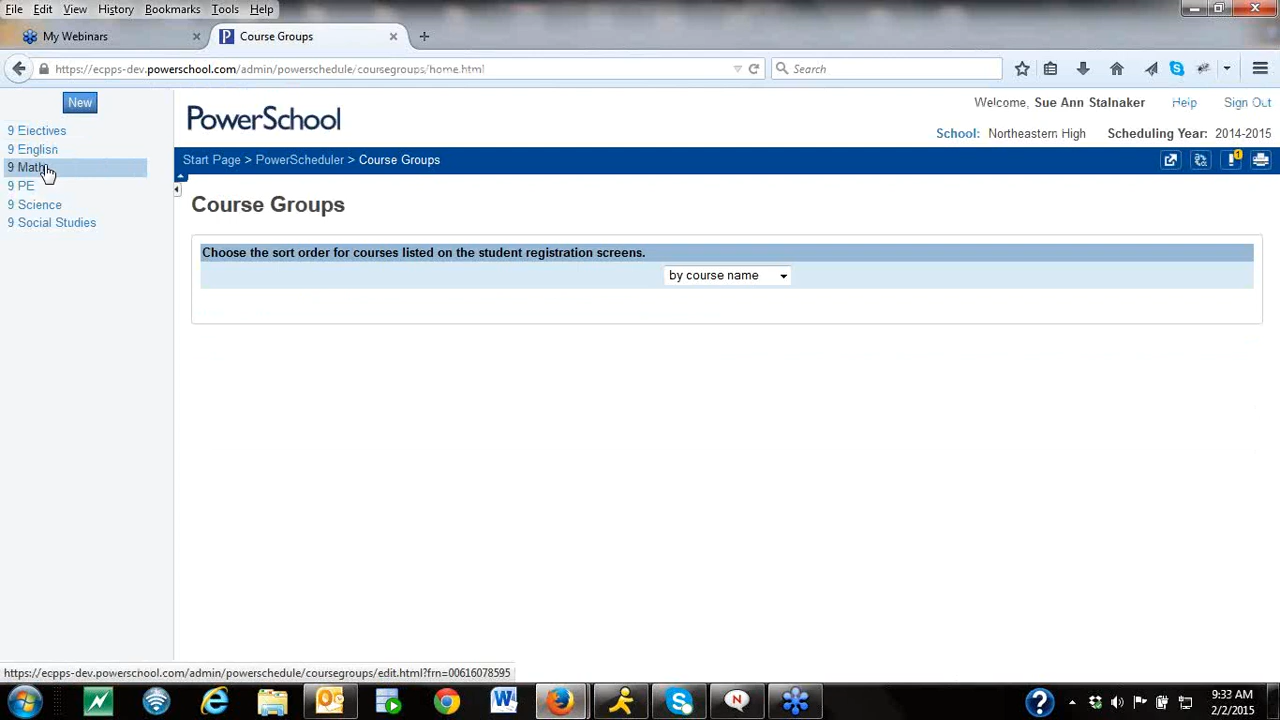 File Edit View History Bookmarks Tools Help
My Webinars
Course Groups
https://ecpps-dev.powerschool.com/admin/powerschedule/coursegroups/home.html
Search
New
9 Electives
9 English
9 Math
9 PE
9 Science
9 Social Studies
PowerSchool
Welcome, Sue Ann Stalnaker Help Sign Out
School: Northeastern High Scheduling Year: 2014-2015
Start Page > PowerScheduler > Course Groups
1
Course Groups
Choose the sort order for courses listed on the student registration screens.
by course name
https://ecpps-dev.powerschool.com/admin/powerschedule/coursegroups/edit.html?frn=00616078595
9:33 AM
2/2/2015